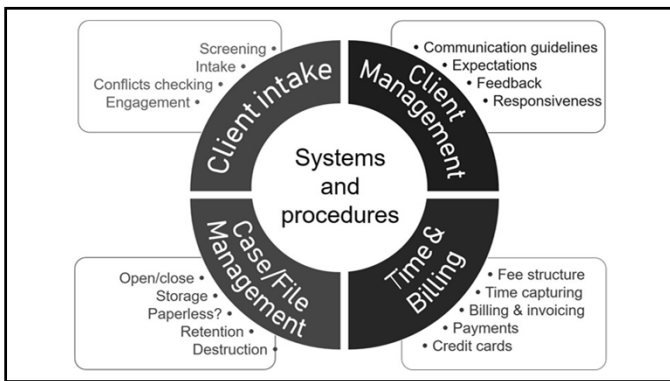 Screening •
Intake •
Conflicts checking •
Engagement •
Client intake
• Communication guidelines
• Expectations
• Feedback
• Responsiveness
Client
Management
Systems
and
procedures
Open/close •
Storage •
Paperless? •
Retention •
Destruction •
Case/File
Management
Time &
Billing
• Fee structure
• Time capturing
• Billing & invoicing
• Payments
• Credit cards